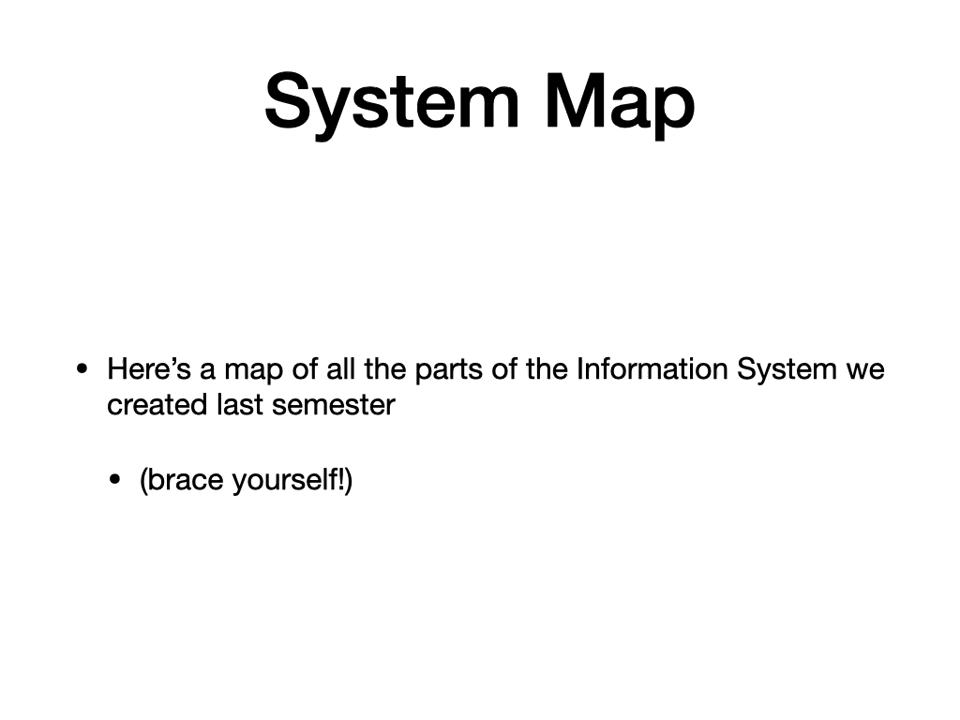 System Map
• Here’s a map of all the parts of the Information System we
created last semester
• (brace yourself!)